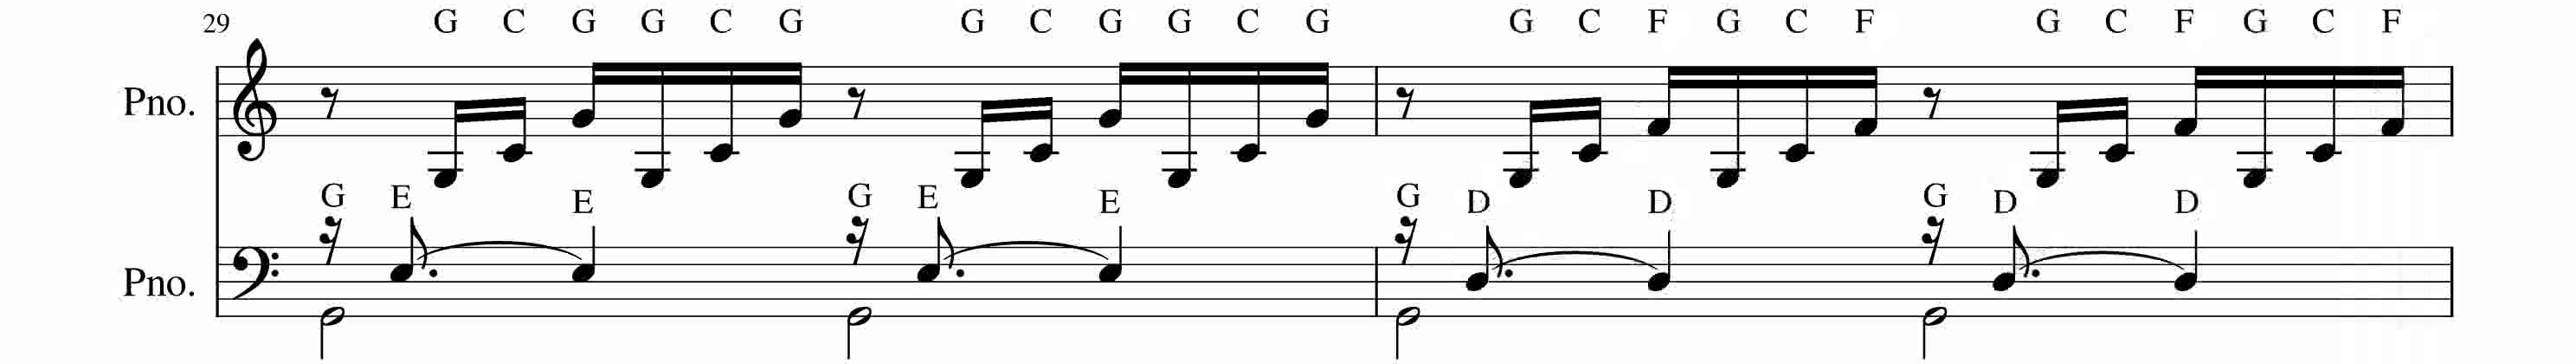 29 G C G G C G G C G G C G G C F G C F G C F G C F
Pno.
G E E G E E G D D G D D
Pno.